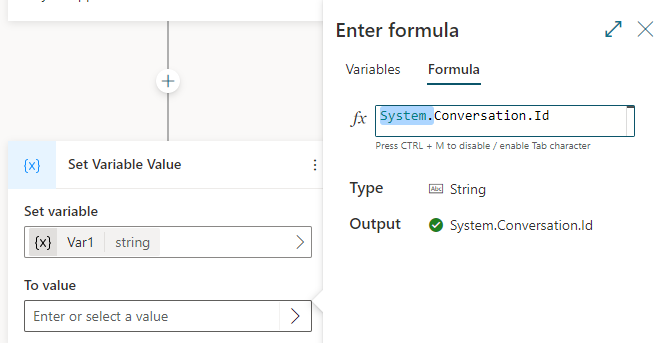 Enter formula
Variables
Formula
fx
System.Conversation.Id
Press CTRL + M to disable / enable Tab character
Type
Abc String
Output
System.Conversation.Id
{x} Set Variable Value
Set variable
{x} Var1 string
To value
Enter or select a value